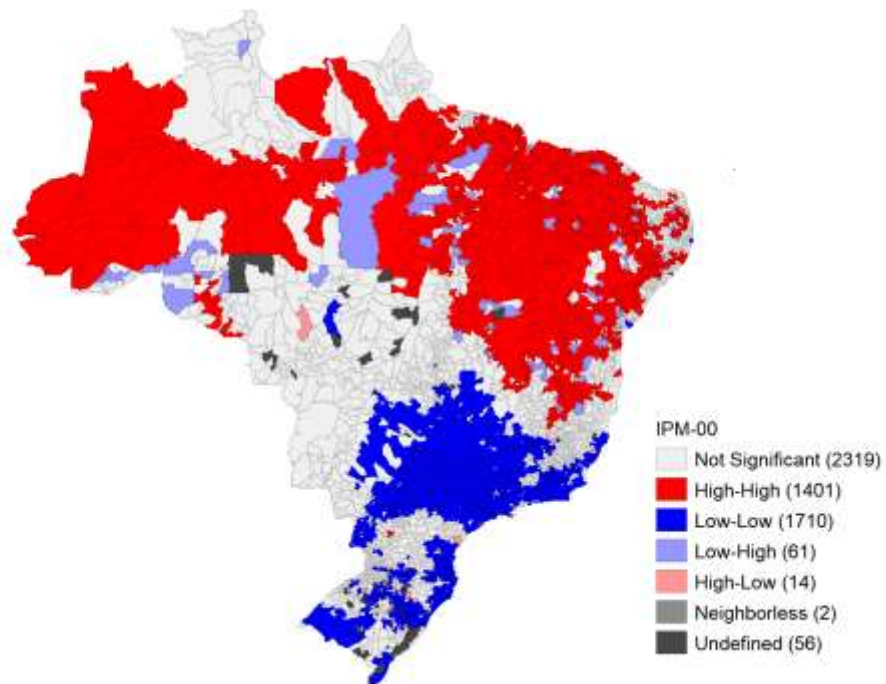 IPM-00
Not Significant (2319)
High-High (1401)
Low-Low (1710)
Low-High (61)
High-Low (14)
Neighborless (2)
Undefined (56)